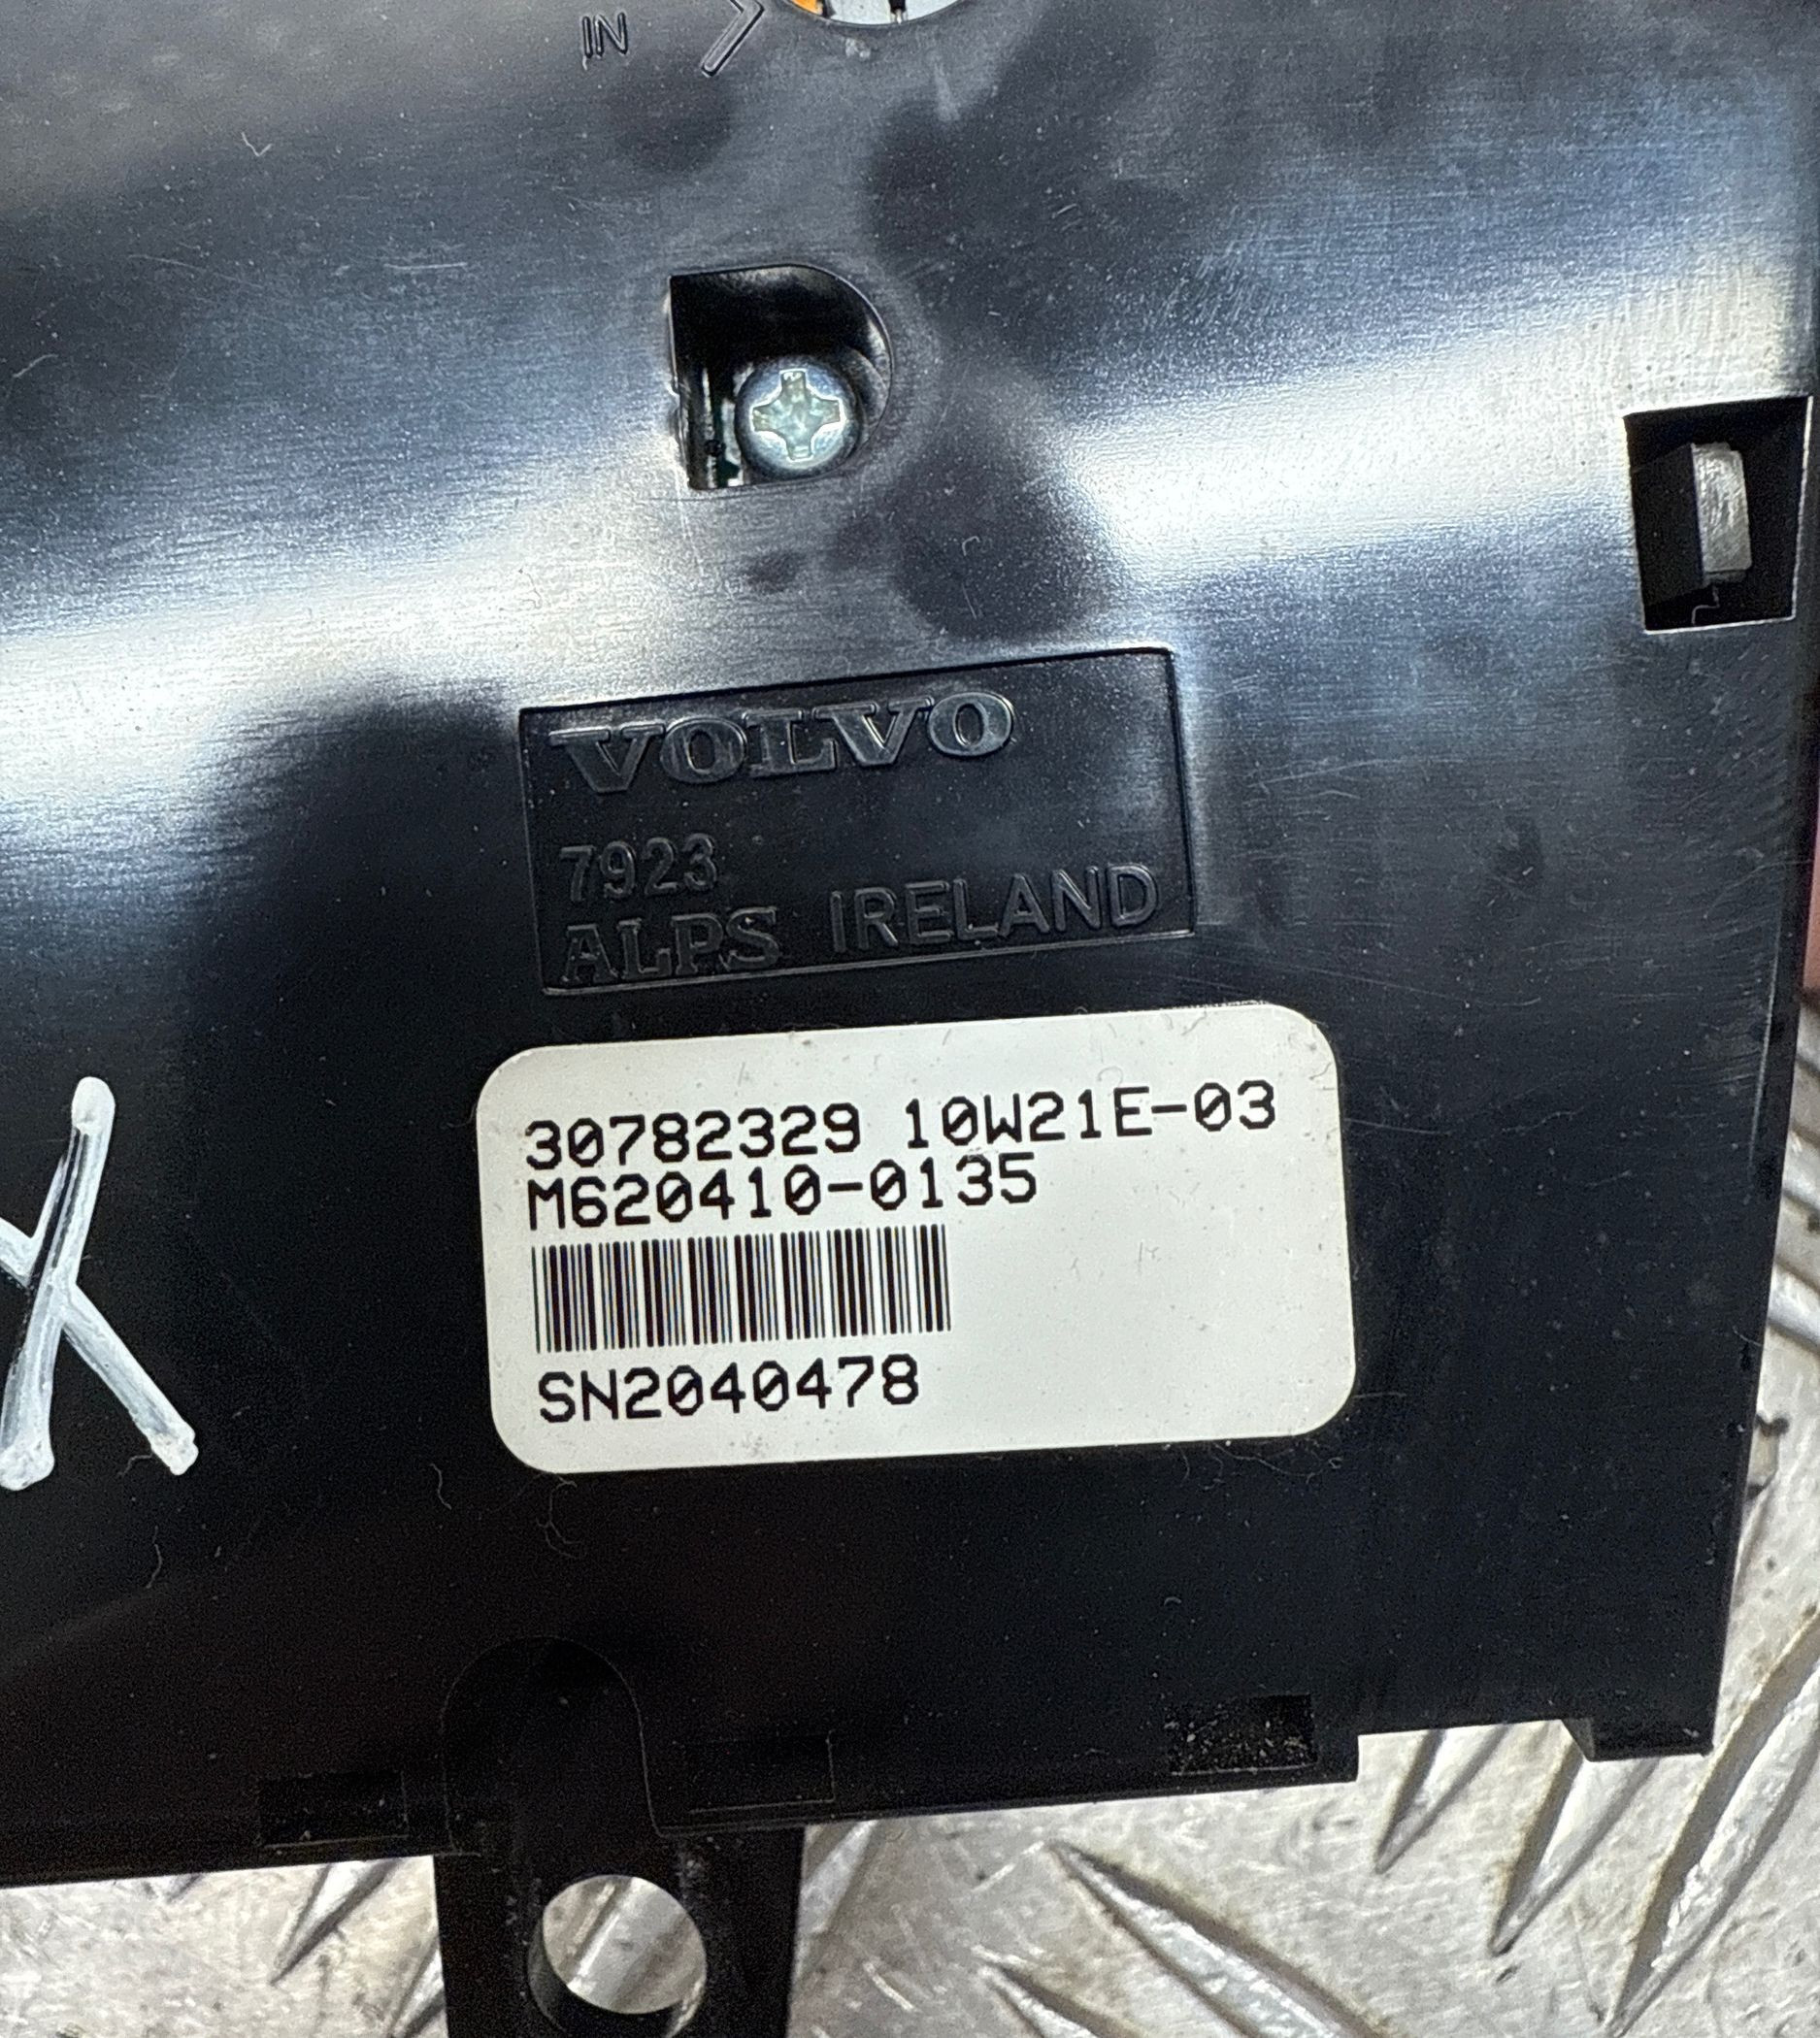 IN
VOLVO
7923
ALPS IRELAND
30782329 10W21E-03
M620410-0135
SN2040478
X